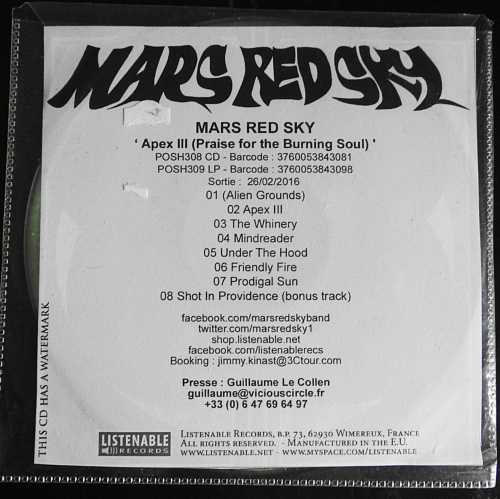 MARS RED SKY
MARS RED SKY
' Apex III (Praise for the Burning Soul) '
POSH308 CD - Barcode : 3760053843081
POSH309 LP - Barcode : 3760053843098
Sortie : 26/02/2016
01 (Alien Grounds)
02 Apex III
03 The Whinery
04 Mindreader
05 Under The Hood
06 Friendly Fire
07 Prodigal Sun
08 Shot In Providence (bonus track)
facebook.com/marsredskyband
twitter.com/marsredsky1
shop.listenable.net
facebook.com/listenablerecs
Booking : jimmy.kinast@3Ctour.com
Presse : Guillaume Le Collen
guillaume@viciouscircle.fr
+33 (0) 6 47 69 64 97
THIS CD HAS A WATERMARK
LISTENABLE
RECORDS
Listenable Records, b.p. 73, 62930 Wimereux, France
All rights reserved. - Manufactured in the E.U.
www.listenable.net - www.myspace.com/listenable